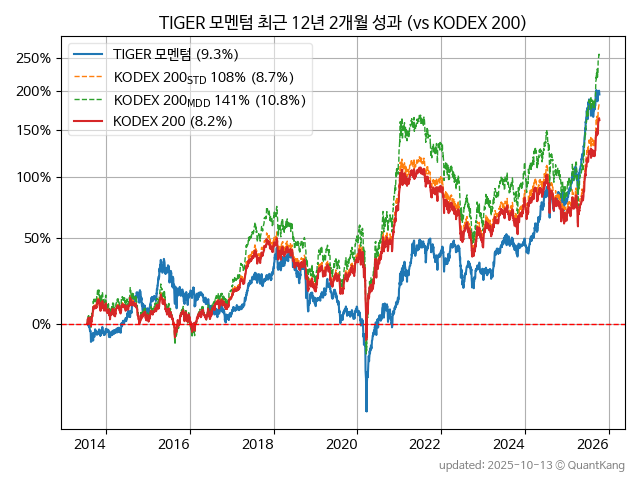 TIGER 모멘텀 최근 12년 2개월 성과 (vs KODEX 200)
TIGER 모멘텀 (9.3%)
KODEX 200STD 108% (8.7%)
KODEX 200MDD 141% (10.8%)
KODEX 200 (8.2%)
250%
200%
150%
100%
50%
0%
2014 2016 2018 2020 2022 2024 2026
updated: 2025-10-13 © QuantKang